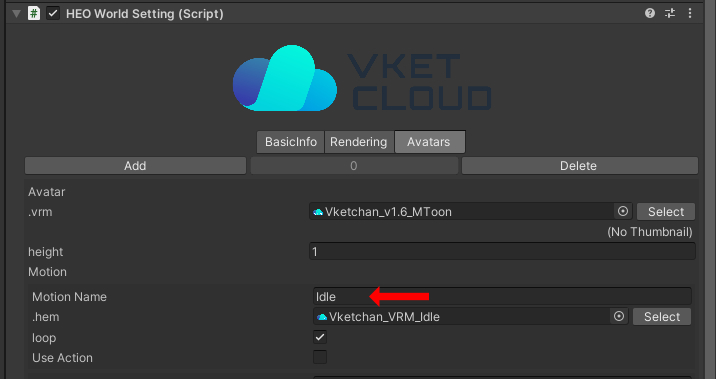 # HEO World Setting (Script)
VKET
CLOUD
BasicInfo Rendering Avatars
Add 0 Delete
Avatar
.vrm Vketchan_v1.6_MToon Select
(No Thumbnail)
height 1
Motion
Motion Name Idle
.hem Vketchan_VRM_Idle Select
loop
Use Action